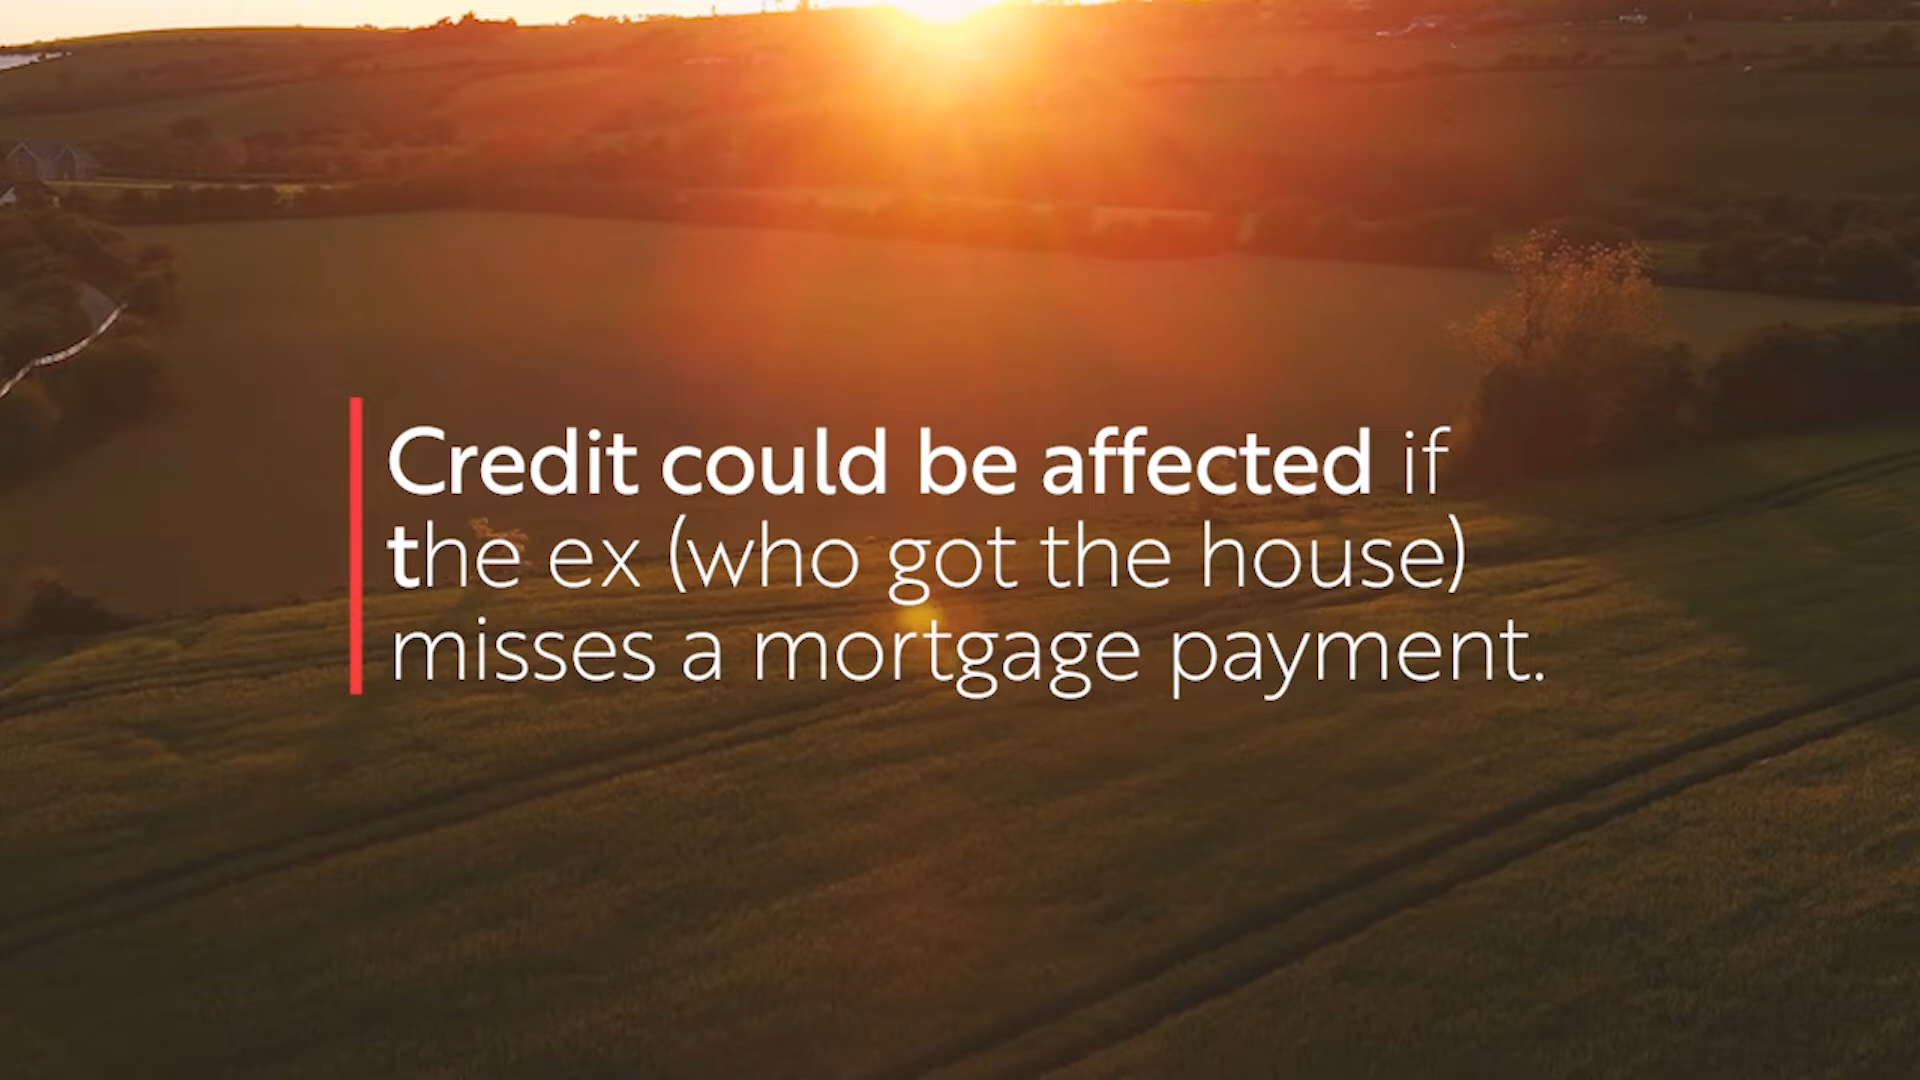 Credit could be affected if
the ex (who got the house)
misses a mortgage payment.